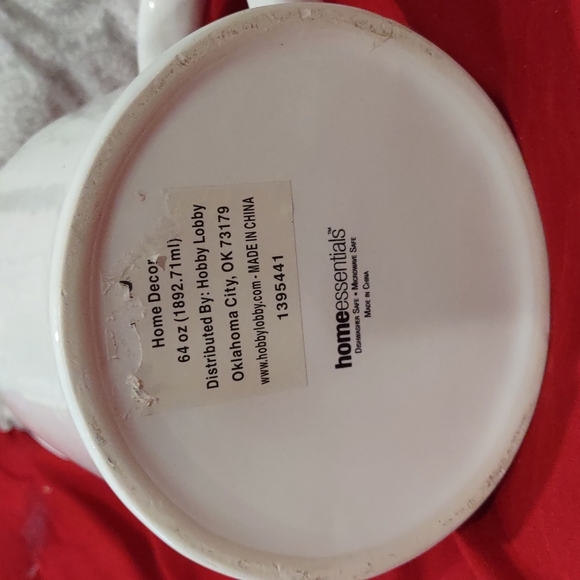 Home Decor
64 oz (1892.71ml)
Distributed By: Hobby Lobby
Oklahoma City, OK 73179
www.hobbylobby.com - MADE IN CHINA
1395441
homeessentials™
DISHWASHER SAFE • MICROWAVE SAFE
MADE IN CHINA